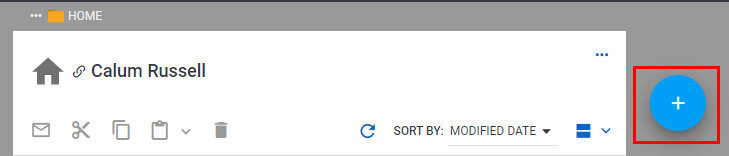 HOME
Calum Russell
SORT BY: MODIFIED DATE